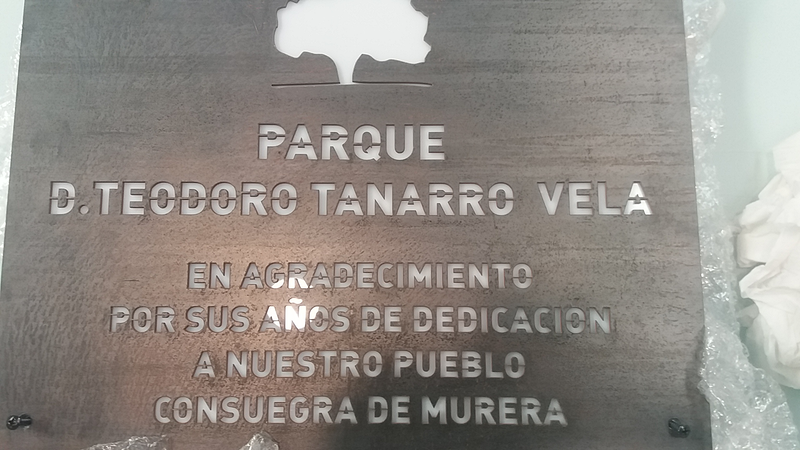 PARQUE
D.TEODORO TANARRO VELA
EN AGRADECIMIENTO
POR SUS AÑOS DE DEDICACION
A NUESTRO PUEBLO
CONSUEGRA DE MURERA